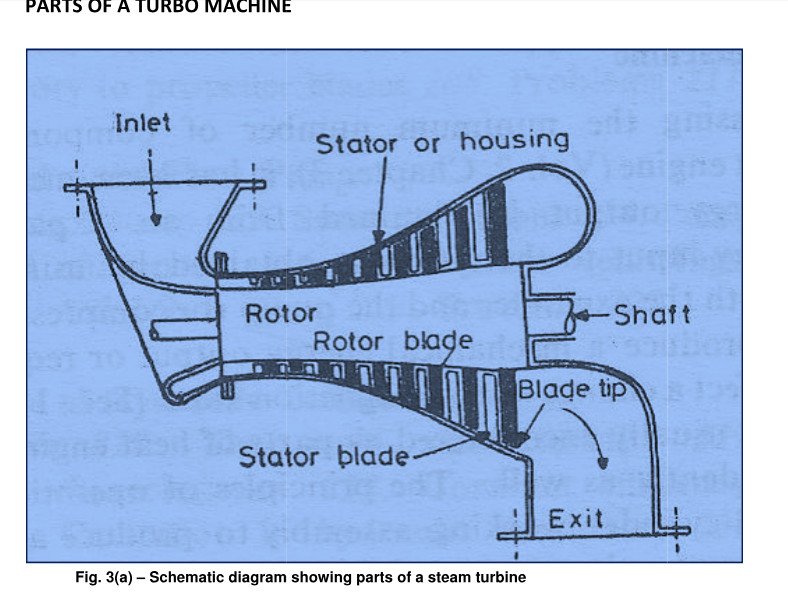 PARTS OF A TURBO MACHINE
Inlet
Stator or housing
Rotor
Shaft
Rotor blade
Blade tip
Stator blade
Exit
Fig. 3(a) – Schematic diagram showing parts of a steam turbine